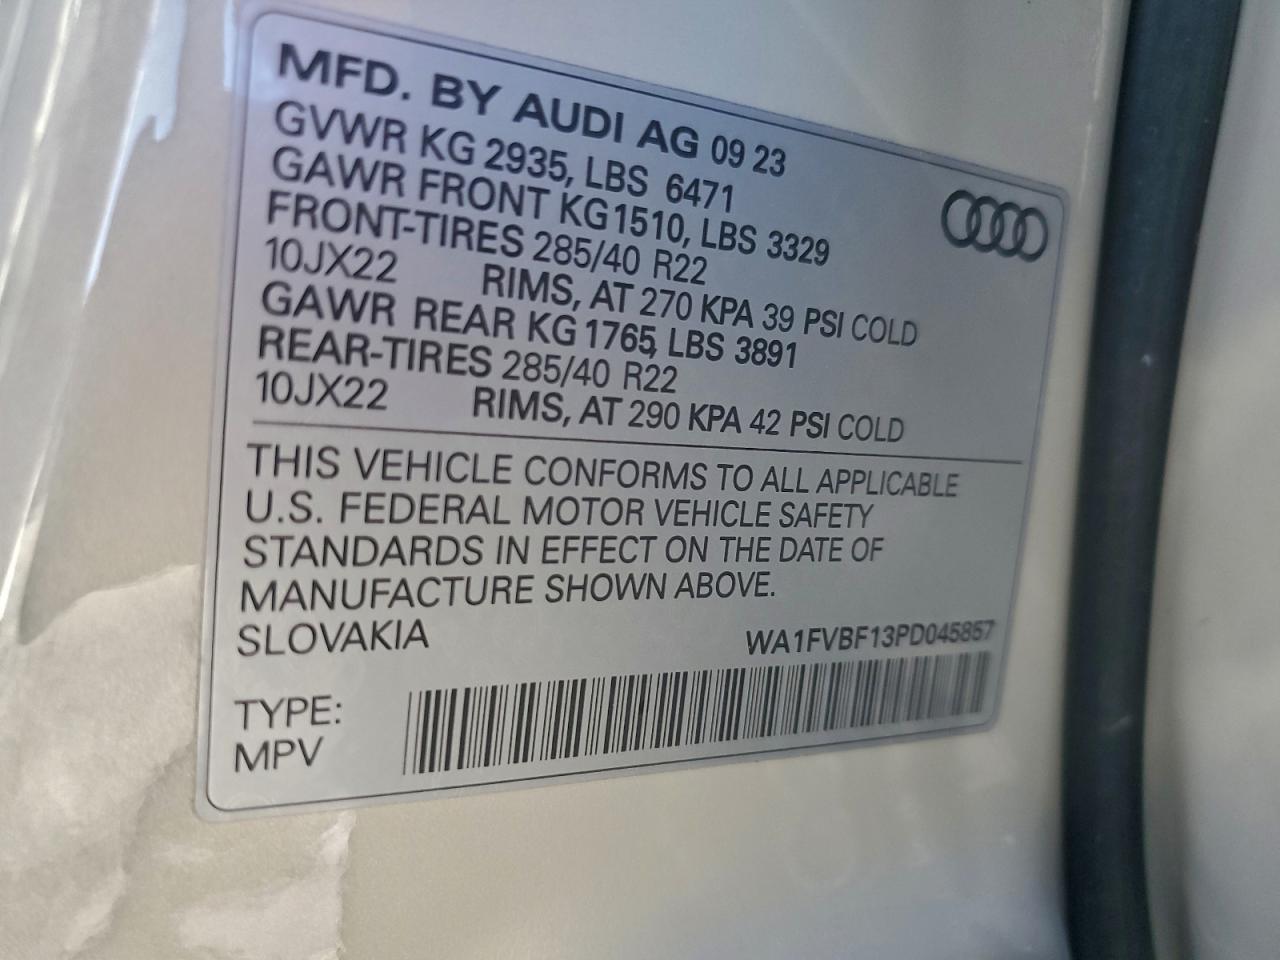 MFD. BY AUDI AG 09 23
GVWR KG 2935, LBS 6471
GAWR FRONT KG1510, LBS 3329
FRONT-TIRES 285/40 R22
10JX22 RIMS, AT 270 KPA 39 PSI COLD
GAWR REAR KG 1765, LBS 3891
REAR-TIRES 285/40 R22
10JX22 RIMS, AT 290 KPA 42 PSI COLD
THIS VEHICLE CONFORMS TO ALL APPLICABLE
U.S. FEDERAL MOTOR VEHICLE SAFETY
STANDARDS IN EFFECT ON THE DATE OF
MANUFACTURE SHOWN ABOVE.
SLOVAKIA WA1FVBF13PD045857
TYPE:
MPV